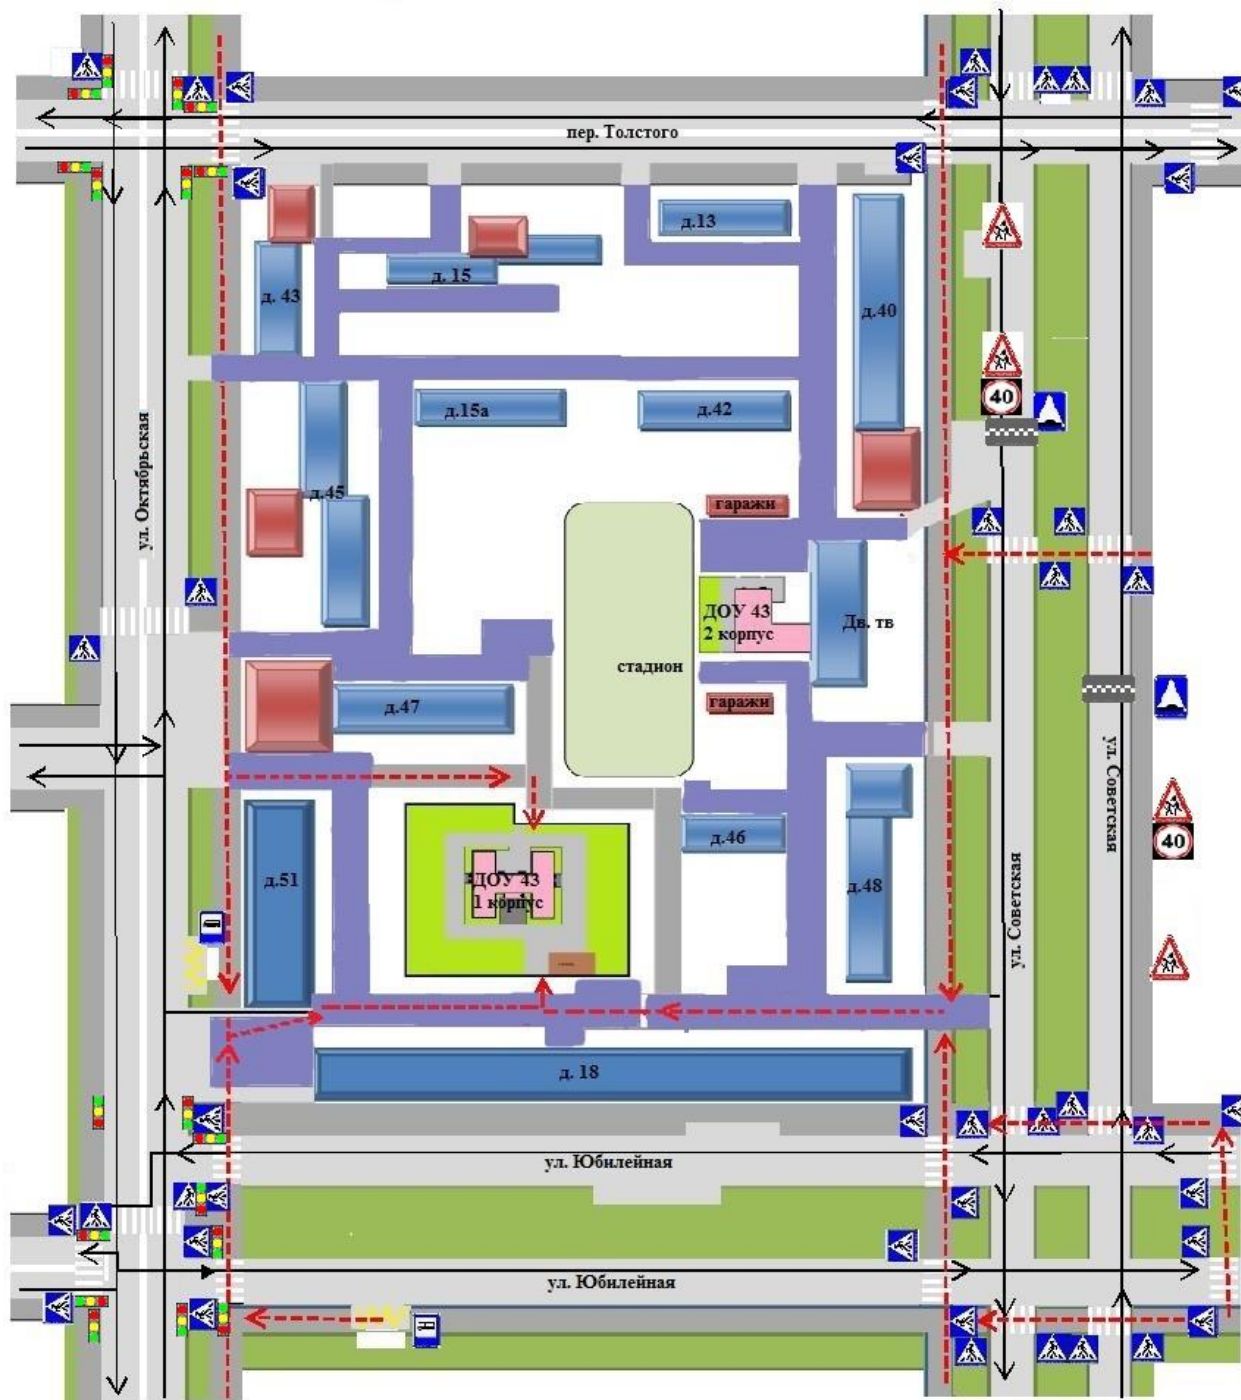 пер. Толстого
д.13
д. 15
д. 43
д.40
40
д.15а
д.42
ул. Октябрьская
д.45
гаражи
ДОУ 43
2 корпус
Дв. тв
стадион
гаражи
д.47
ул. Советская
40
д.46
д.51
ДОУ 43
1 корпус
д.48
ул. Советская
д. 18
ул. Юбилейная
ул. Юбилейная